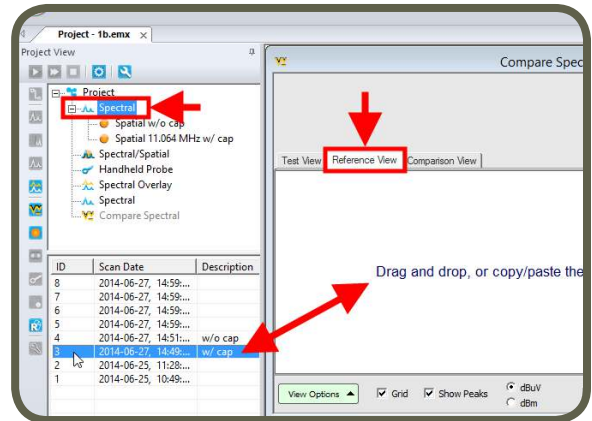 Project - 1b.emx x
Project View
Project
Spectral
Spatial w/o cap
Spatial 11.064 MHz w/ cap
Spectral/Spatial
Handheld Probe
Spectral Overlay
Spectral
Compare Spectral
ID Scan Date Description
8 2014-06-27, 14:59:...
7 2014-06-27, 14:59:...
6 2014-06-27, 14:59:...
5 2014-06-27, 14:59:...
4 2014-06-27, 14:51:... w/o cap
3 2014-06-27, 14:49:... w/ cap
2 2014-06-25, 11:28:...
1 2014-06-25, 10:49:...
Compare Spec
Test View Reference View Comparison View
Drag and drop, or copy/paste the
View Options Grid Show Peaks dBuV
dBm